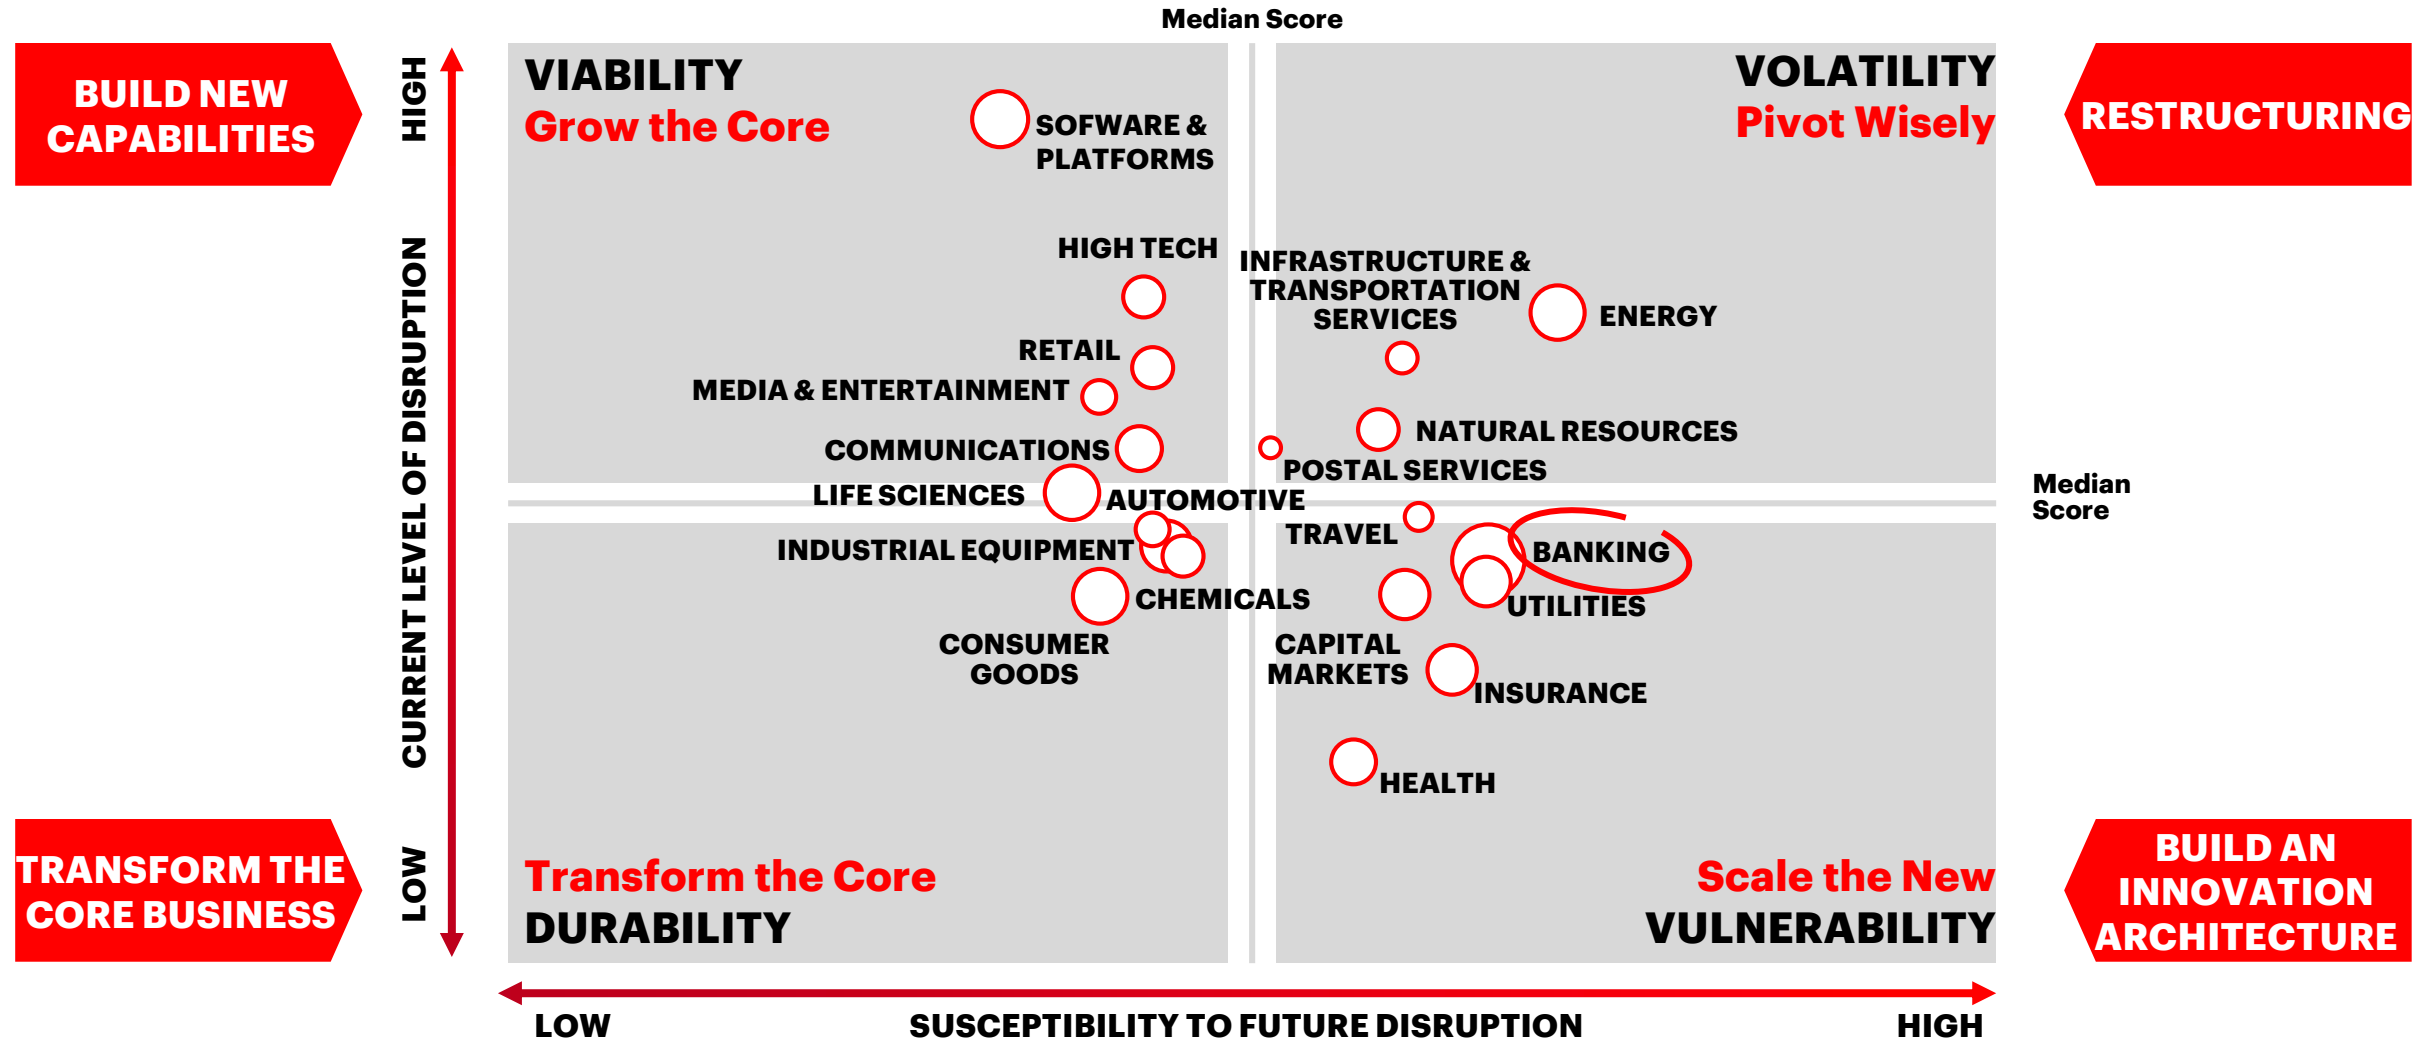 Median Score
BUILD NEW
CAPABILITIES
HIGH
CURRENT LEVEL OF DISRUPTION
LOW
TRANSFORM THE
CORE BUSINESS
VIABILITY
Grow the Core
SOFWARE &
PLATFORMS
HIGH TECH
RETAIL
MEDIA & ENTERTAINMENT
COMMUNICATIONS
LIFE SCIENCES
VOLATILITY
Pivot Wisely
INFRASTRUCTURE &
TRANSPORTATION
SERVICES
ENERGY
NATURAL RESOURCES
POSTAL SERVICES
RESTRUCTURING
Median
Score
AUTOMOTIVE
INDUSTRIAL EQUIPMENT
CHEMICALS
CONSUMER
GOODS
Transform the Core
DURABILITY
TRAVEL
BANKING
UTILITIES
CAPITAL
MARKETS
INSURANCE
HEALTH
Scale the New
VULNERABILITY
BUILD AN
INNOVATION
ARCHITECTURE
LOW
SUSCEPTIBILITY TO FUTURE DISRUPTION
HIGH